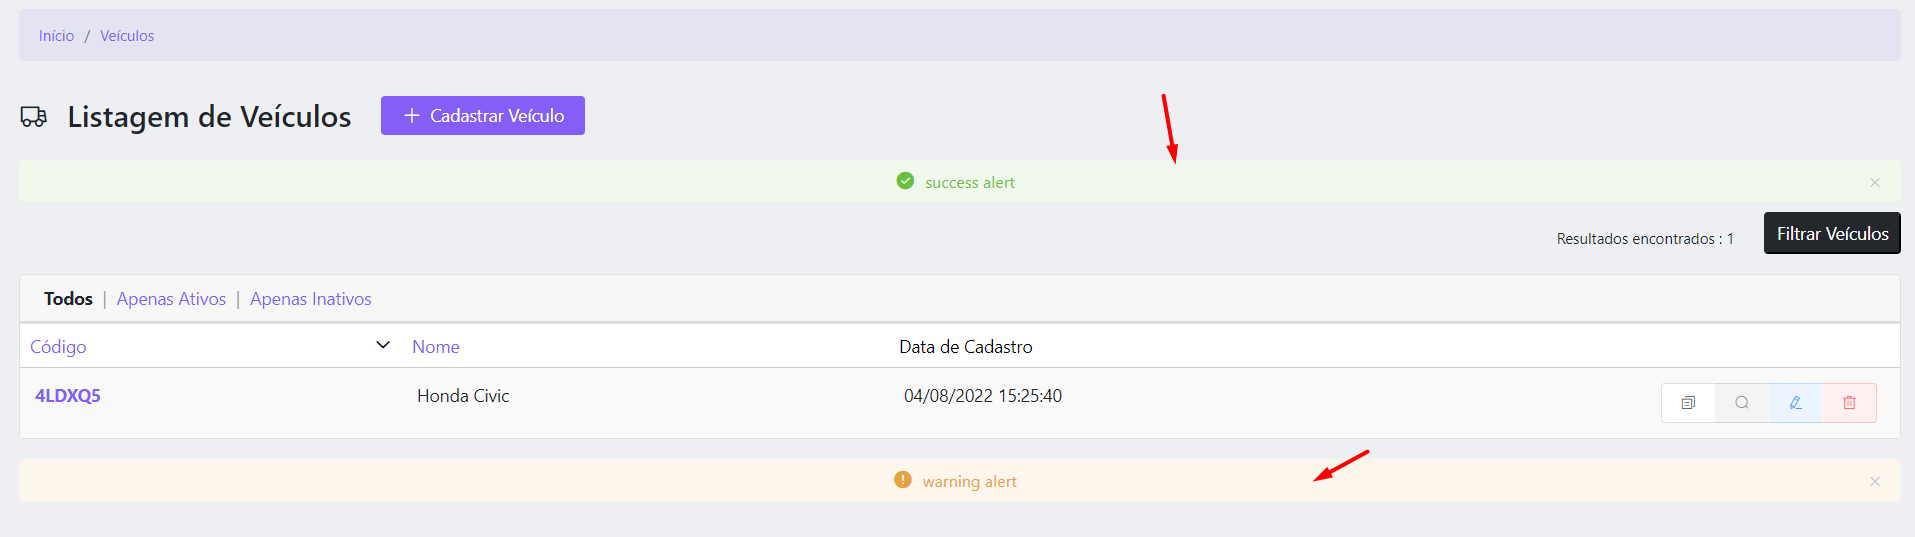 Início / Veículos
Listagem de Veículos + Cadastrar Veículo
success alert ×
Resultados encontrados : 1 Filtrar Veículos
Todos | Apenas Ativos | Apenas Inativos
Código Nome Data de Cadastro
4LDXQ5 Honda Civic 04/08/2022 15:25:40
warning alert ×